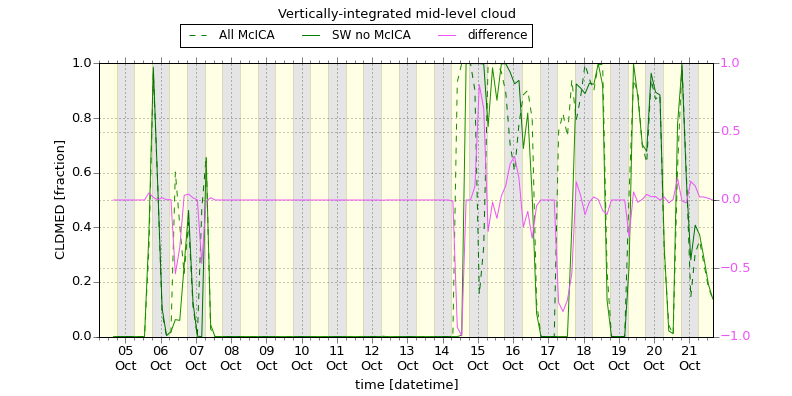 Vertically-integrated mid-level cloud
All McICA SW no McICA difference
1.0 0.8 0.6 0.4 0.2 0.0
CLDMED [fraction]
1.0 0.5 0.0 −0.5 −1.0
05 06 07 08 09 10 11 12 13 14 15 16 17 18 19 20 21
Oct Oct Oct Oct Oct Oct Oct Oct Oct Oct Oct Oct Oct Oct Oct Oct Oct
time [datetime]